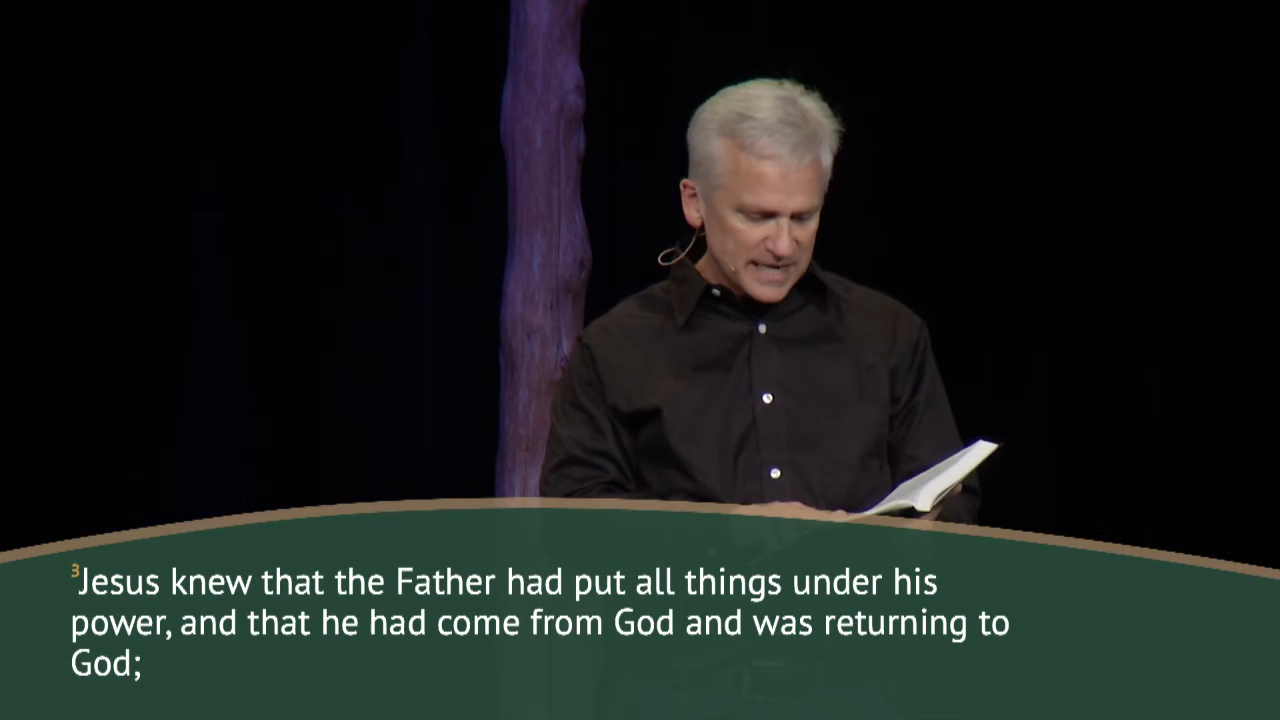 ³Jesus knew that the Father had put all things under his
power, and that he had come from God and was returning to
God;